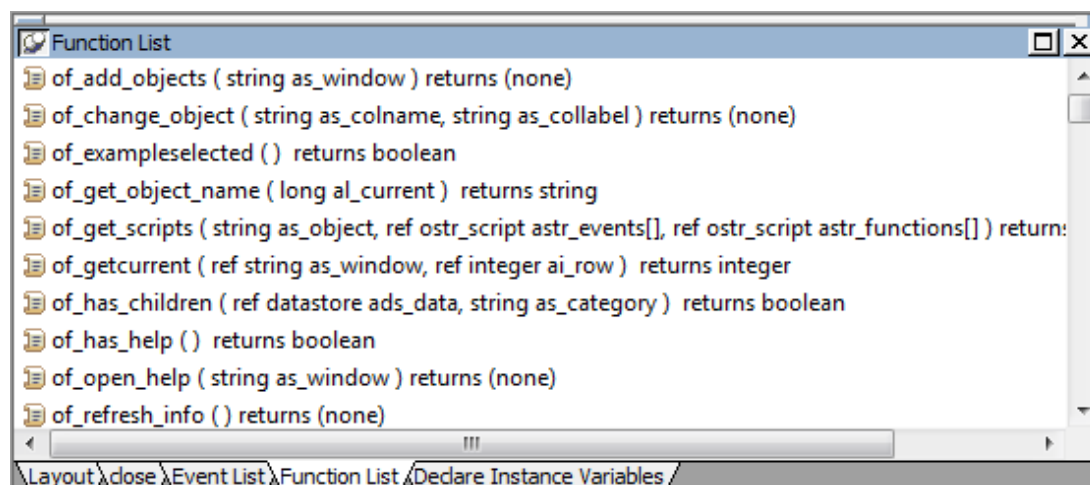 Function List
of_add_objects ( string as_window ) returns (none)
of_change_object ( string as_colname, string as_collabel ) returns (none)
of_exampleselected ( )  returns boolean
of_get_object_name ( long al_current )  returns string
of_get_scripts ( string as_object, ref ostr_script astr_events[], ref ostr_script astr_functions[] ) returns
of_getcurrent ( ref string as_window, ref integer ai_row )  returns integer
of_has_children ( ref datastore ads_data, string as_category )  returns boolean
of_has_help ( )  returns boolean
of_open_help ( string as_window ) returns (none)
of_refresh_info ( ) returns (none)
Layout close Event List Function List Declare Instance Variables